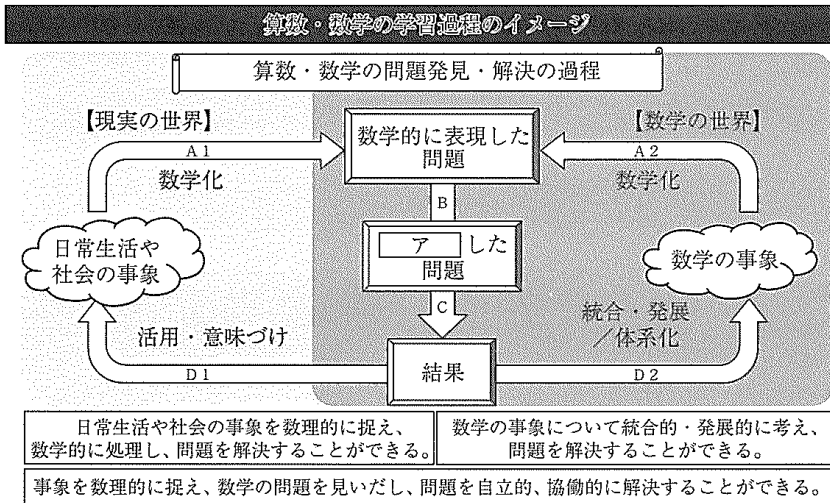 算数・数学の学習過程のイメージ
算数・数学の問題発見・解決の過程
【現実の世界】
【数学の世界】
数学的に表現した
問題
A1
数学化
A2
数学化
B
ア した
問題
日常生活や
社会の事象
数学の事象
C
活用・意味づけ
統合・発展
／体系化
結果
D1
D2
日常生活や社会の事象を数理的に捉え、
数学的に処理し、問題を解決することができる。
数学の事象について統合的・発展的に考え、
問題を解決することができる。
事象を数理的に捉え、数学の問題を見いだし、問題を自立的、協働的に解決することができる。